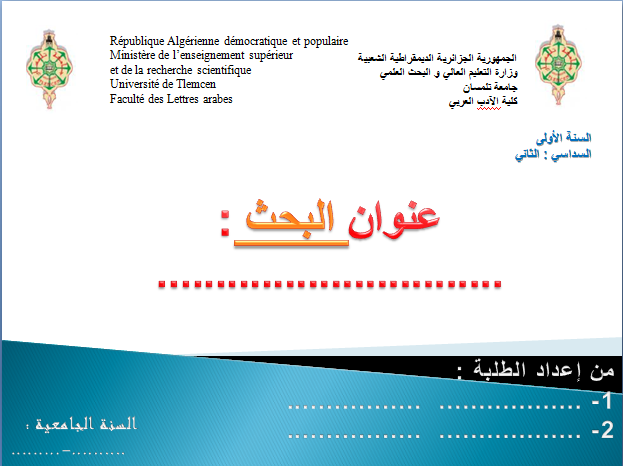 République Algérienne démocratique et populaire
Ministère de l’enseignement supérieur
et de la recherche scientifique
Université de Tlemcen
Faculté des Lettres arabes
الجمهورية الجزائرية الديمقراطية الشعبية
وزارة التعليم العالي و البحث العلمي
جامعة تلمسان
كلية الآدب العربي
السنة الأولى
السداسي : الثاني
عنوان البحث :
................................
من إعداد الطلبة :
1- ................. ................
2- ................. ................
السنة الجامعية :
..........-.........